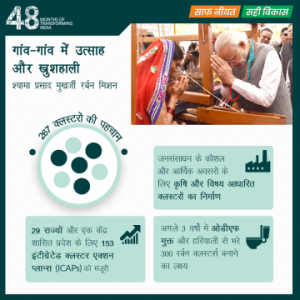 48 MONTHS OF
TRANSFORMING
INDIA
साफ नीयत सही विकास
गांव-गांव में उत्साह
और खुशहाली
श्यामा प्रसाद मुखर्जी रर्बन मिशन
287 क्लस्टरों की पहचान
जनसंसाधन के कौशल
और आर्थिक अवसरों के
लिए कृषि और विषय आधारित
क्लस्टरों का निर्माण
29 राज्यों और एक केंद्र
शासित प्रदेश के लिए 153
इंटीग्रेटेड क्लस्टर एक्शन
प्लान्स (ICAPs) को मंजूरी
अगले 3 वर्षों में ओडीएफ
मुक्त और हरियाली से भरे
300 रर्बन क्लस्टर्स बनाने
का लक्ष्य